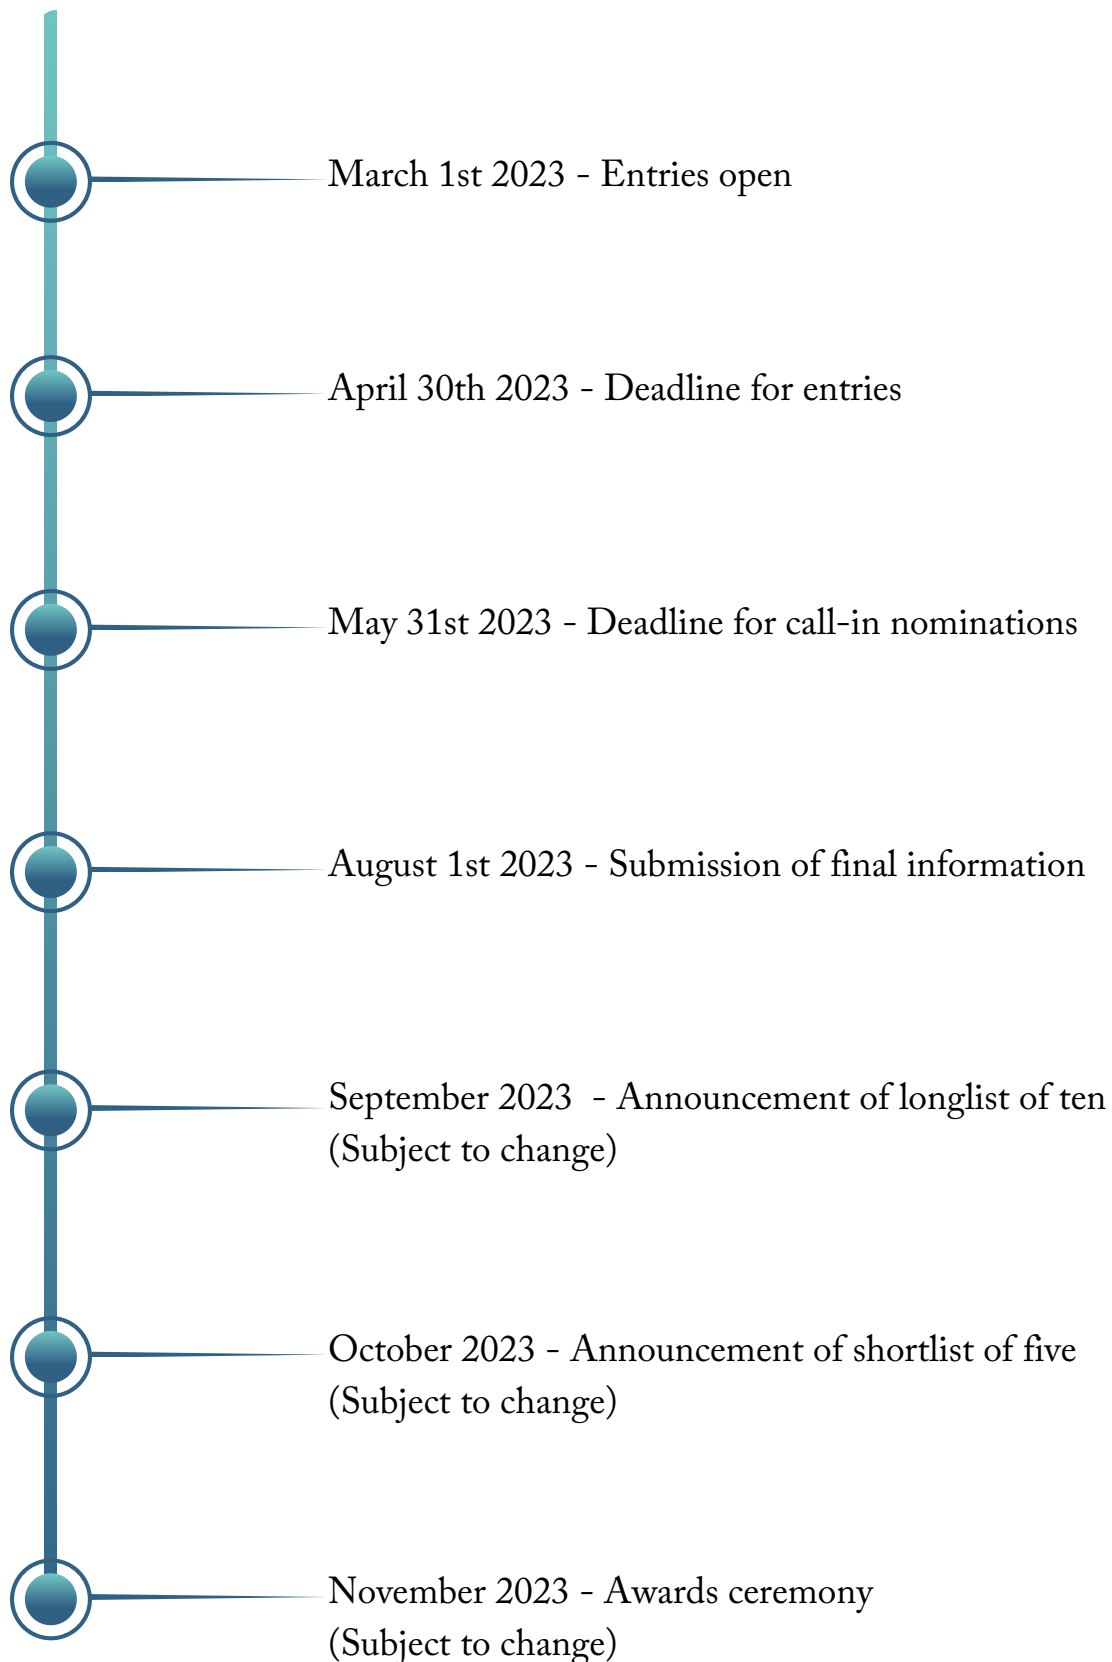 March 1st 2023 - Entries open
April 30th 2023 - Deadline for entries
May 31st 2023 - Deadline for call-in nominations
August 1st 2023 - Submission of final information
September 2023  - Announcement of longlist of ten
(Subject to change)
October 2023 - Announcement of shortlist of five
(Subject to change)
November 2023 - Awards ceremony
(Subject to change)